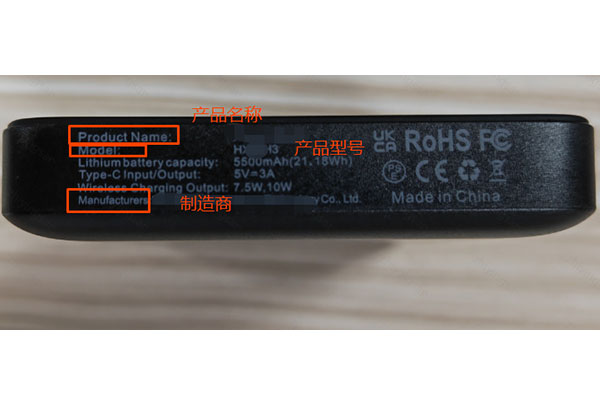 产品名称
Product Name:
Model:
产品型号
Lithium battery capacity: 5500mAh(21.18Wh)
Type-C Input/Output: 5V=3A
Wireless Charging Output: 7.5W,10W
Manufacturers 制造商 Co., Ltd.
UK CA RoHS FC
PS E CE
Made in China